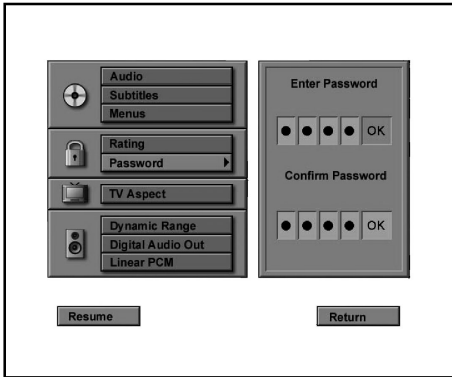 Audio
Subtitles
Menus
Rating
Password
TV Aspect
Dynamic Range
Digital Audio Out
Linear PCM
Enter Password
OK
Confirm Password
OK
Resume
Return